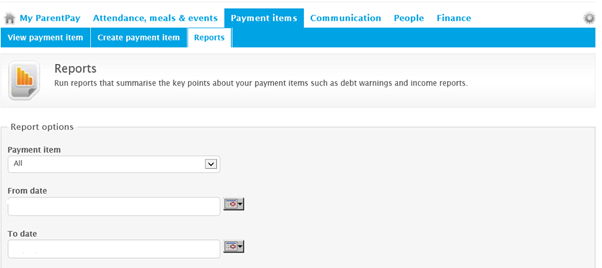 My ParentPay Attendance, meals & events Payment items Communication People Finance
View payment item Create payment item Reports
Reports
Run reports that summarise the key points about your payment items such as debt warnings and income reports.
Report options
Payment item
All
From date
To date